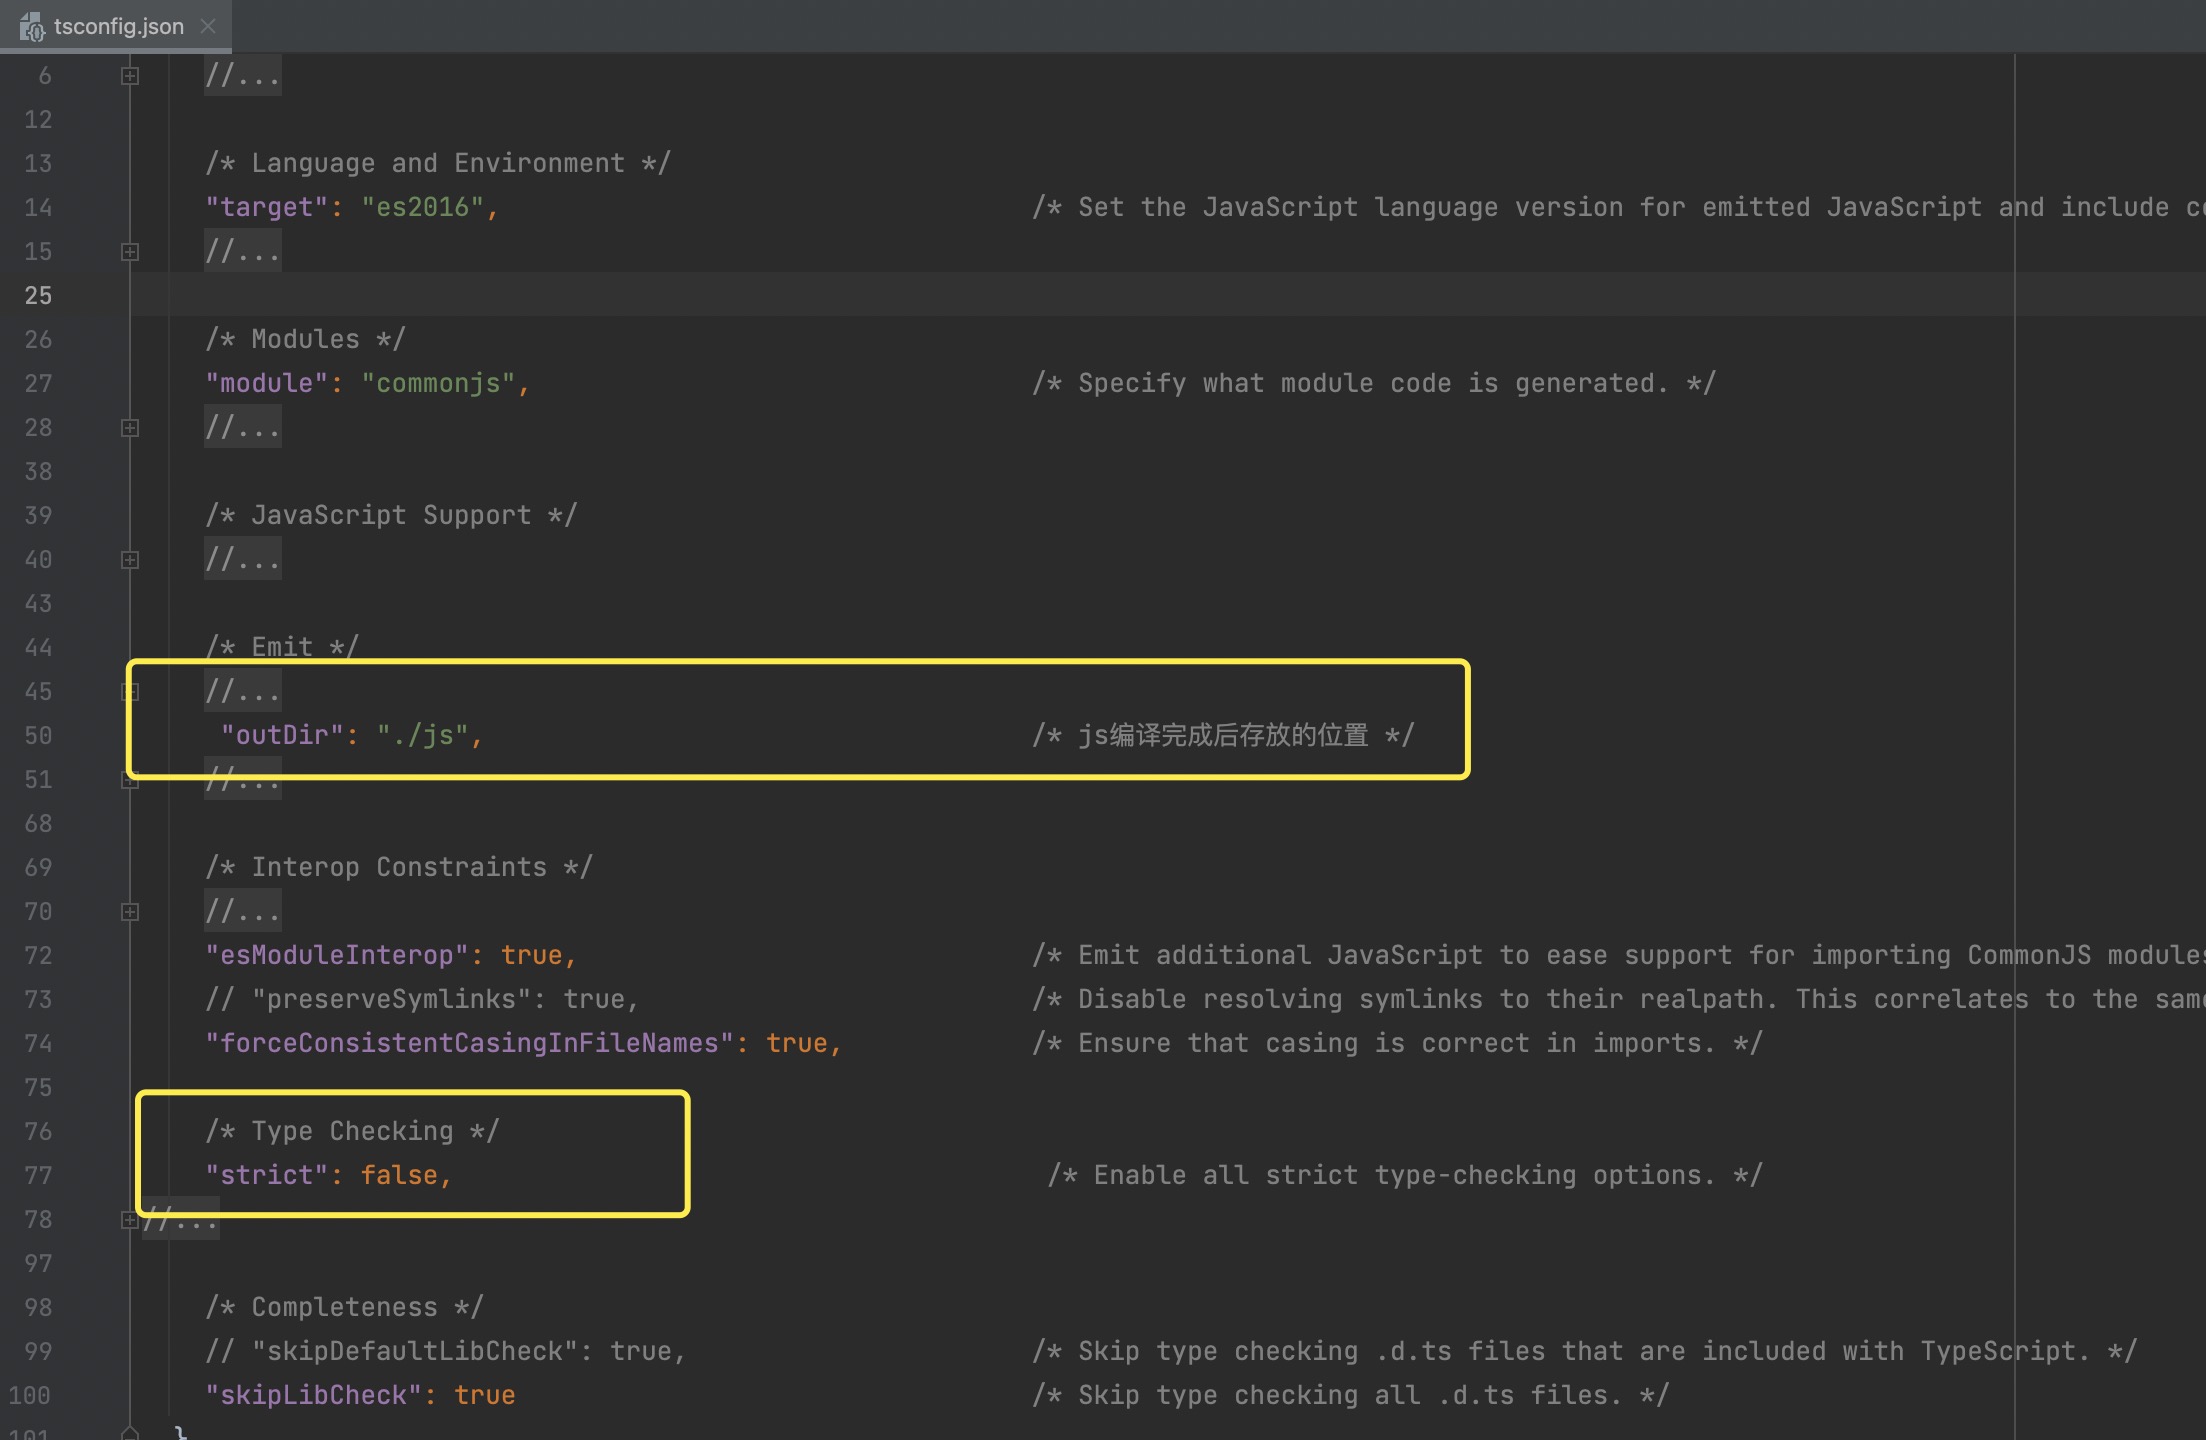 tsconfig.json
6 //...
12
13 /* Language and Environment */
14 "target": "es2016", /* Set the JavaScript language version for emitted JavaScript and include
15 //...
25
26 /* Modules */
27 "module": "commonjs", /* Specify what module code is generated. */
28 //...
38
39 /* JavaScript Support */
40 //...
43
44 /* Emit */
45 //...
50 "outDir": "./js", /* js编译完成后存放的位置 */
51 //...
68
69 /* Interop Constraints */
70 //...
72 "esModuleInterop": true, /* Emit additional JavaScript to ease support for importing CommonJS modules
73 // "preserveSymlinks": true, /* Disable resolving symlinks to their realpath. This correlates to the same
74 "forceConsistentCasingInFileNames": true, /* Ensure that casing is correct in imports. */
75
76 /* Type Checking */
77 "strict": false, /* Enable all strict type-checking options. */
78 //...
97
98 /* Completeness */
99 // "skipDefaultLibCheck": true, /* Skip type checking .d.ts files that are included with TypeScript. */
100 "skipLibCheck": true /* Skip type checking all .d.ts files. */
101 }